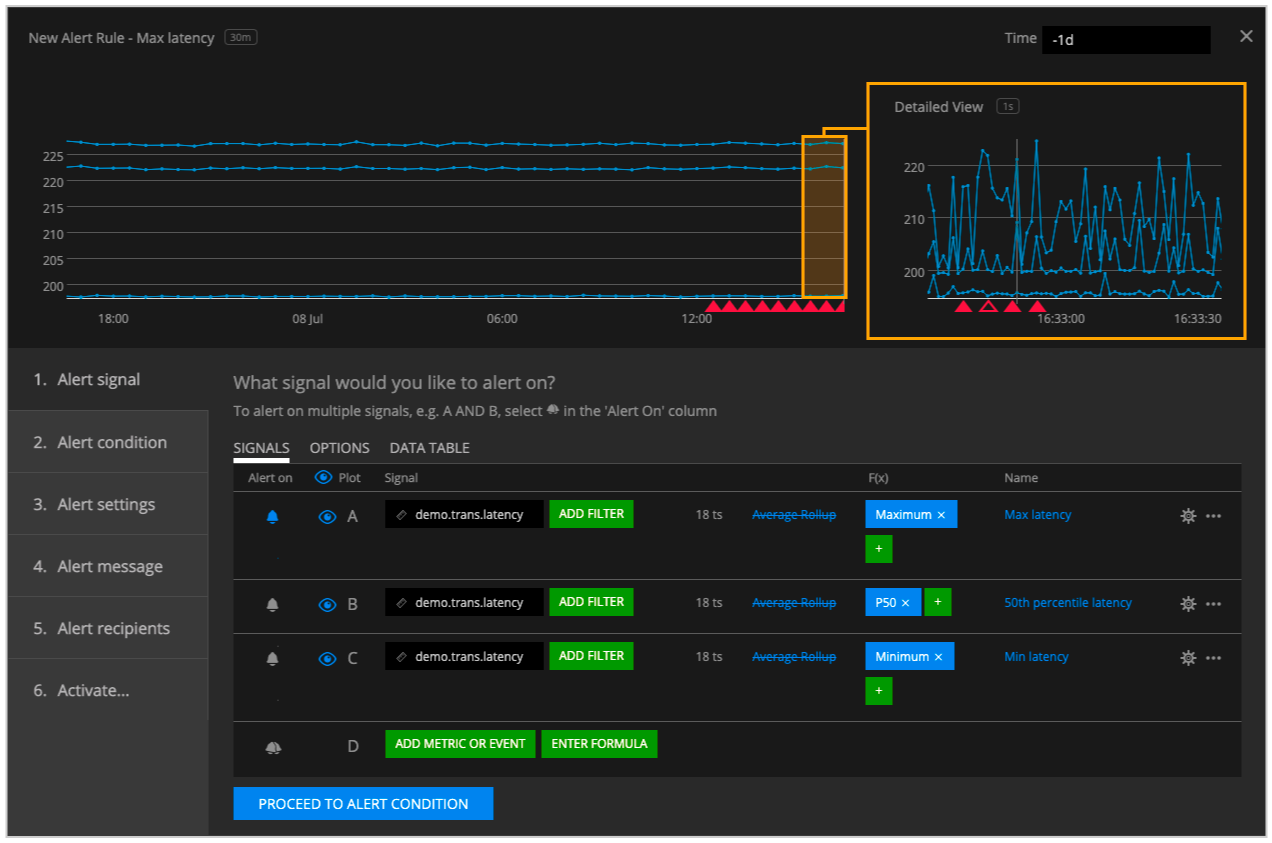 New Alert Rule - Max latency 30m
Time -1d ×
Detailed View 1s
225
220
215
210
205
200
18:00 08 Jul 06:00 12:00
220
210
200
16:33:00 16:33:30
1. Alert signal
2. Alert condition
3. Alert settings
4. Alert message
5. Alert recipients
6. Activate...
What signal would you like to alert on?
To alert on multiple signals, e.g. A AND B, select in the 'Alert On' column
SIGNALS OPTIONS DATA TABLE
Alert on Plot Signal F(x) Name
A demo.trans.latency ADD FILTER 18 ts Average Rollup Maximum × Max latency
+
B demo.trans.latency ADD FILTER 18 ts Average Rollup P50 × + 50th percentile latency
C demo.trans.latency ADD FILTER 18 ts Average Rollup Minimum × Min latency
+
D ADD METRIC OR EVENT ENTER FORMULA
PROCEED TO ALERT CONDITION